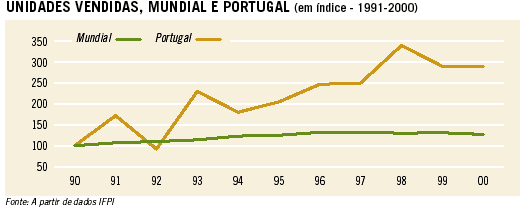 UNIDADES VENDIDAS, MUNDIAL E PORTUGAL (em índice - 1991-2000)
Mundial Portugal
350
300
250
200
150
100
50
90 91 92 93 94 95 96 97 98 99 00
Fonte: A partir de dados IFPI